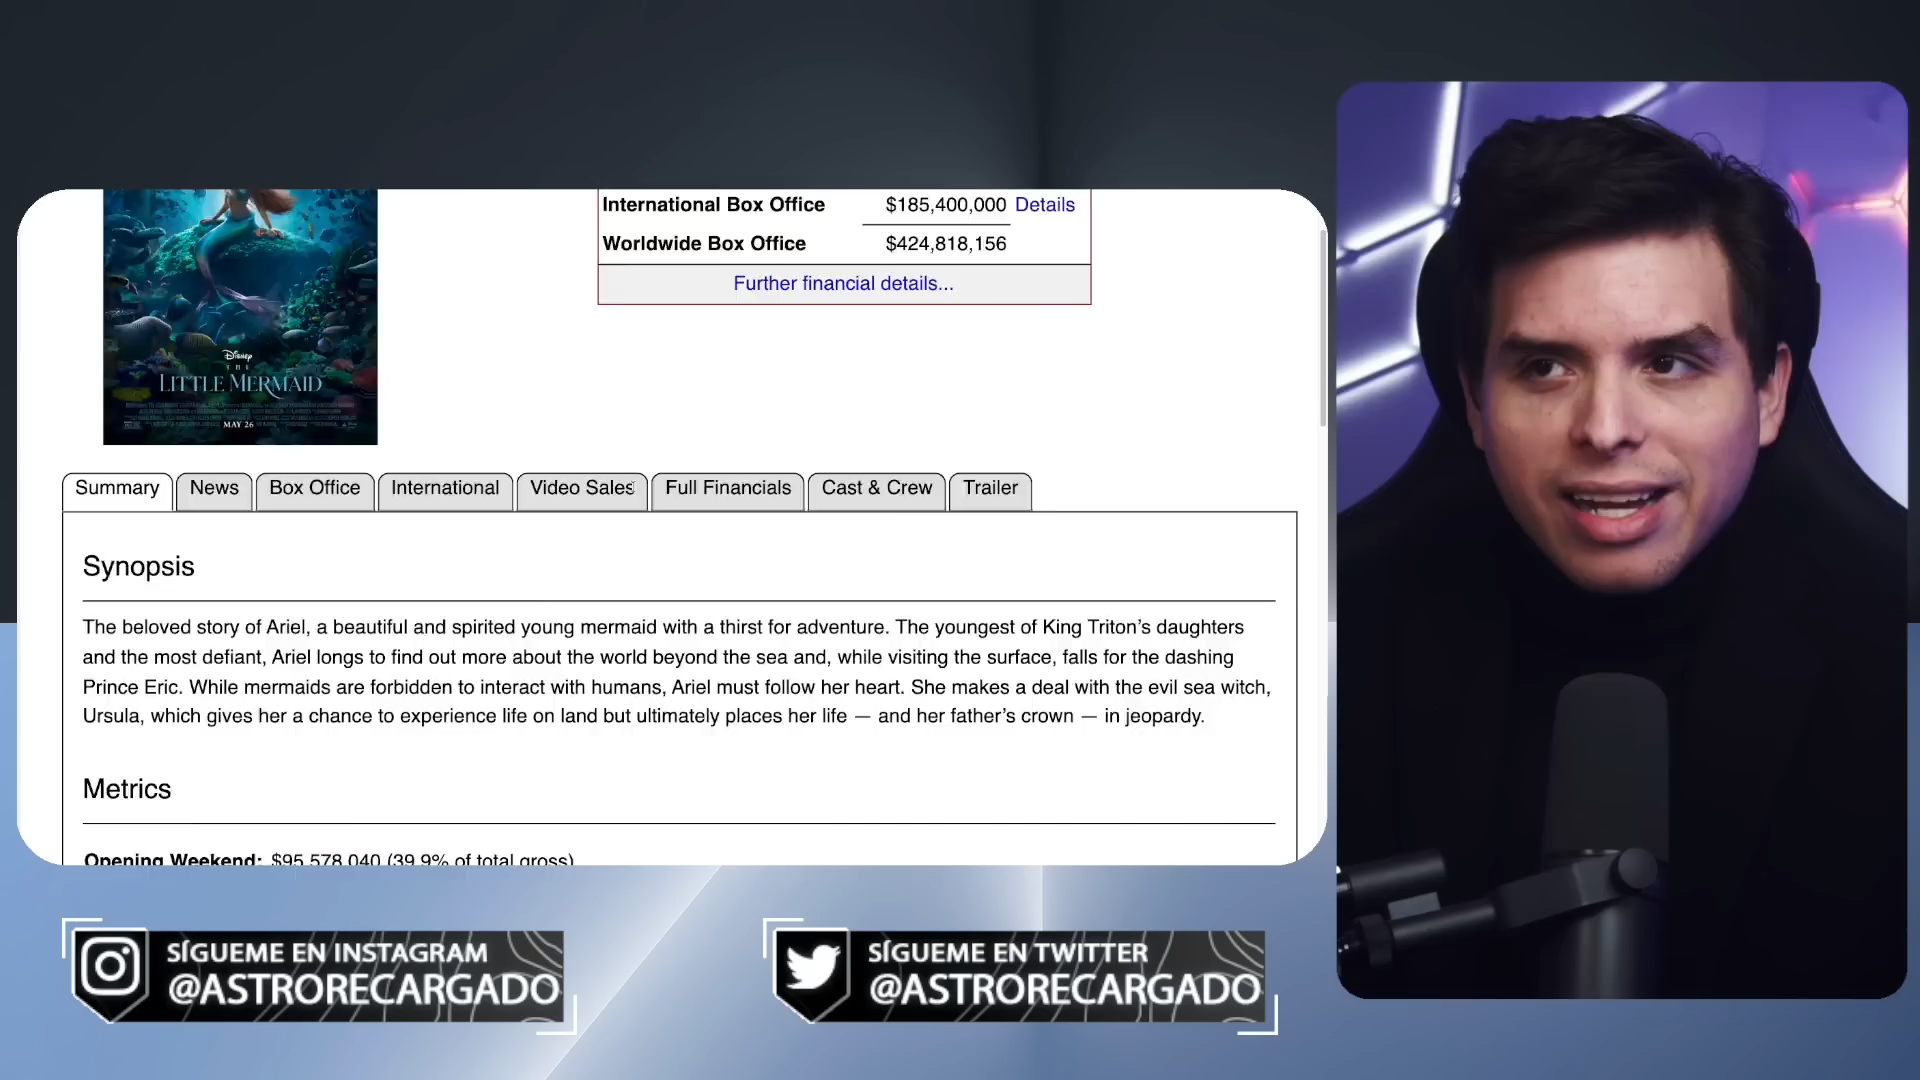 International Box Office $185,400,000 Details
Worldwide Box Office $424,818,156
Further financial details...
Disney
THE
LITTLE MERMAID
MAY 26
Summary News Box Office International Video Sales Full Financials Cast & Crew Trailer
Synopsis
The beloved story of Ariel, a beautiful and spirited young mermaid with a thirst for adventure. The youngest of King Triton’s daughters
and the most defiant, Ariel longs to find out more about the world beyond the sea and, while visiting the surface, falls for the dashing
Prince Eric. While mermaids are forbidden to interact with humans, Ariel must follow her heart. She makes a deal with the evil sea witch,
Ursula, which gives her a chance to experience life on land but ultimately places her life — and her father’s crown — in jeopardy.
Metrics
Opening Weekend: $95,578,040 (39.9% of total gross)
SÍGUEME EN INSTAGRAM
@ASTRORECARGADO
SÍGUEME EN TWITTER
@ASTRORECARGADO